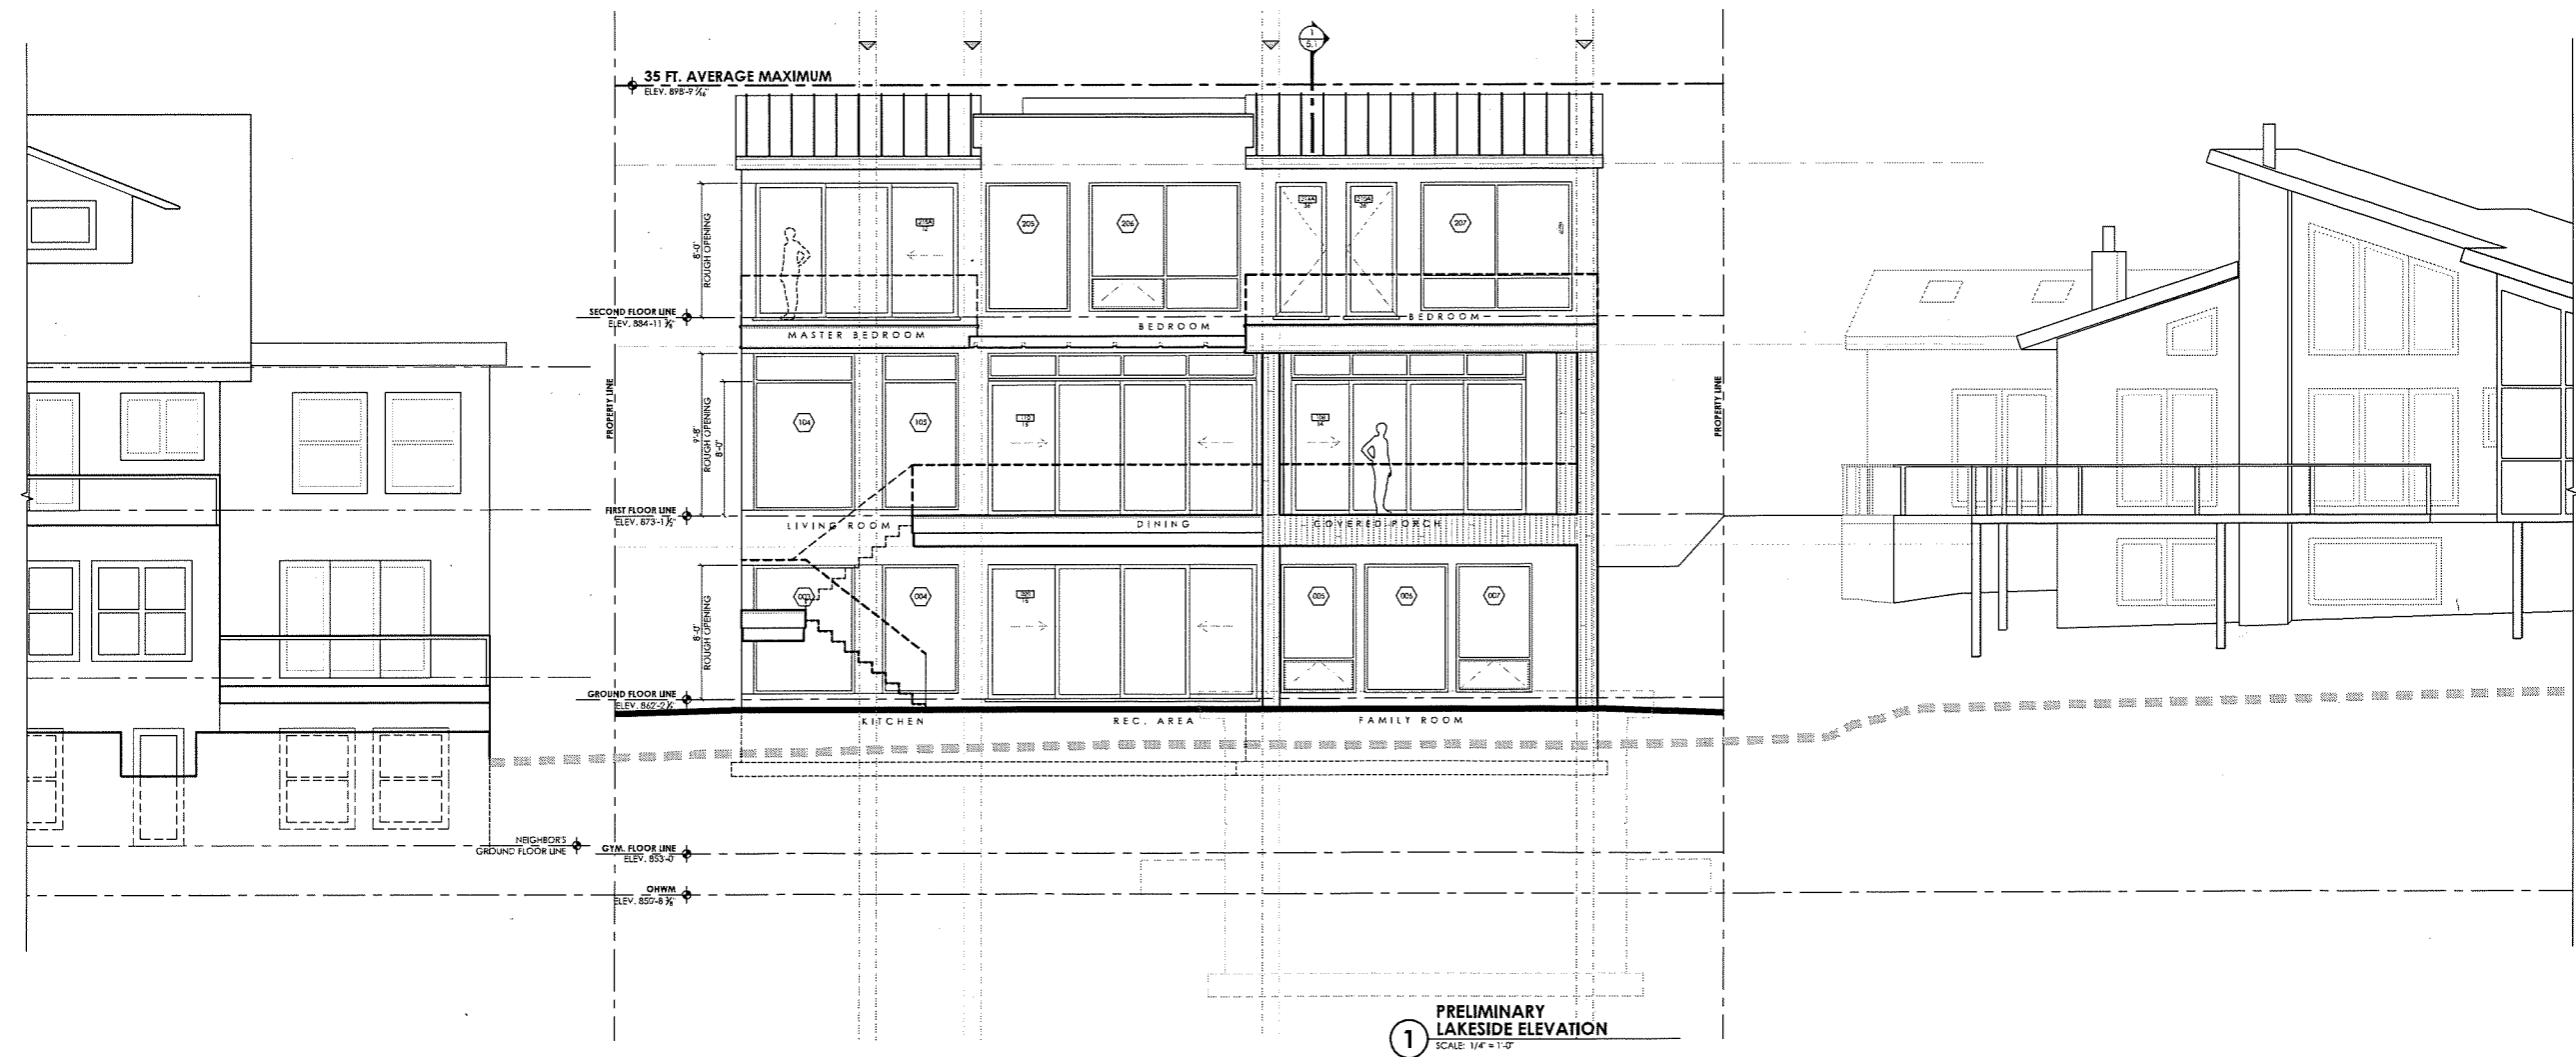 1
5.1
35 FT. AVERAGE MAXIMUM
ELEV. 898'-9 7/16"
8'-0"
ROUGH OPENING
205
206
207
SECOND FLOOR LINE
ELEV. 884'-11 3/8"
MASTER BEDROOM
BEDROOM
BEDROOM
PROPERTY LINE
9'-8"
ROUGH OPENING
8'-0"
104
105
PROPERTY LINE
FIRST FLOOR LINE
ELEV. 873'-1 1/2"
LIVING ROOM
DINING
COVERED PORCH
8'-0"
ROUGH OPENING
003
004
005
006
007
GROUND FLOOR LINE
ELEV. 862'-2 1/2"
KITCHEN
REC. AREA
FAMILY ROOM
NEIGHBOR'S
GROUND FLOOR LINE
GYM. FLOOR LINE
ELEV. 853'-0"
OHWM
ELEV. 850'-8 3/8"
1
PRELIMINARY
LAKESIDE ELEVATION
SCALE: 1/4" = 1'-0"